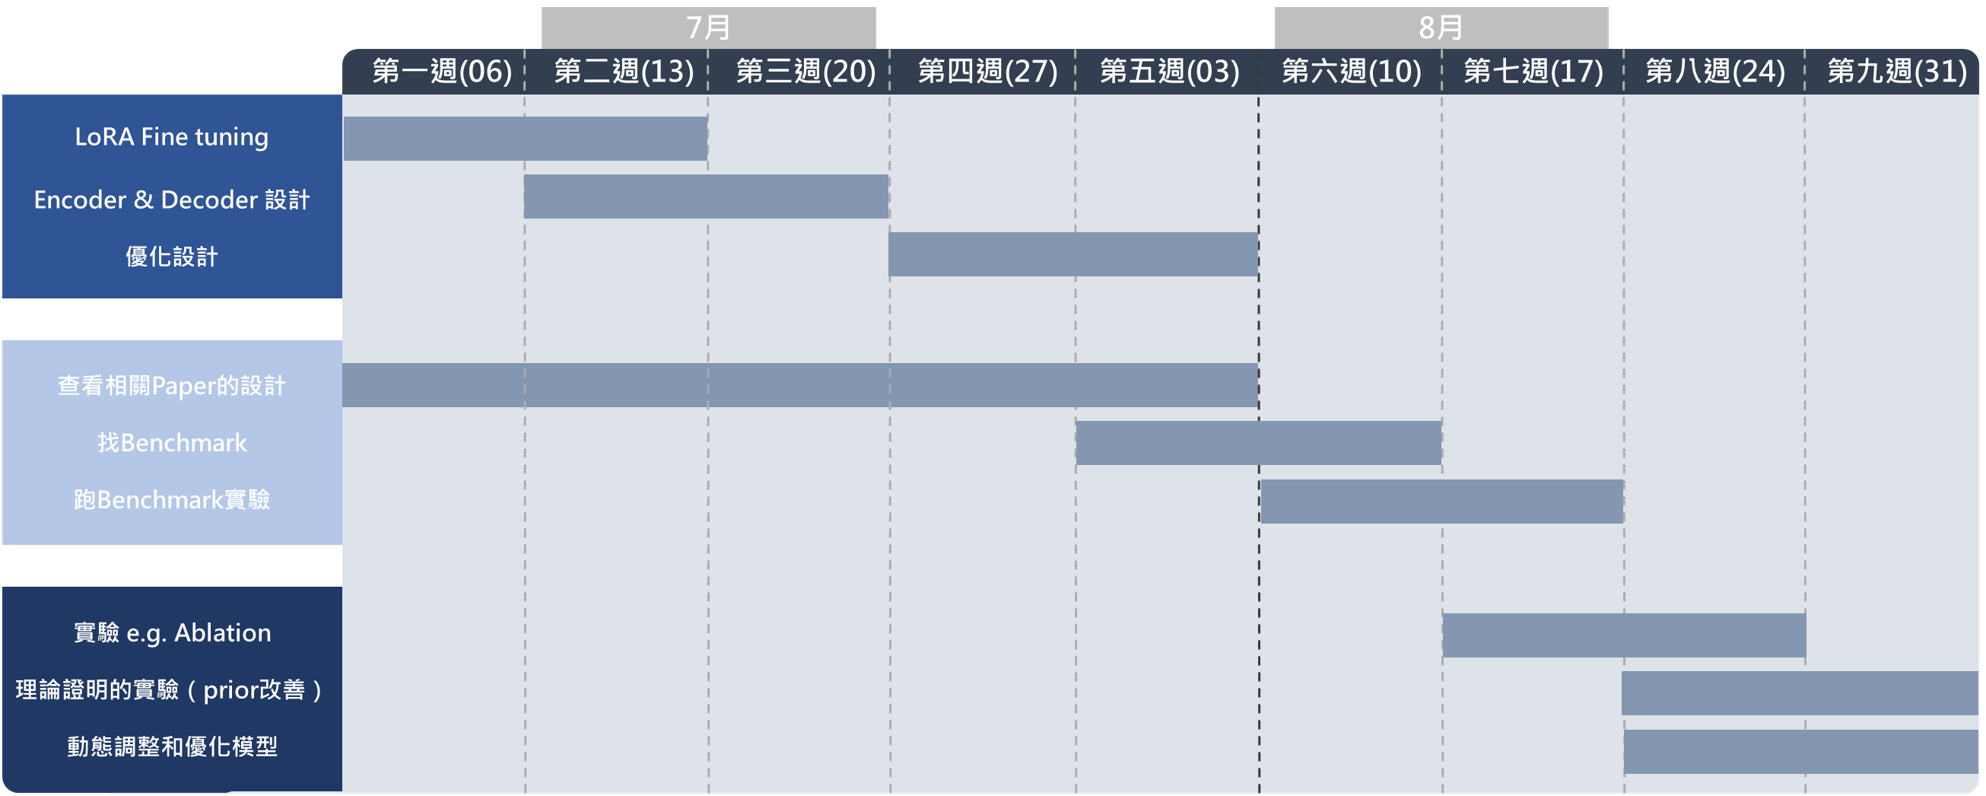 7月
8月
第一週(06)
第二週(13)
第三週(20)
第四週(27)
第五週(03)
第六週(10)
第七週(17)
第八週(24)
第九週(31)
LoRA Fine tuning
Encoder & Decoder 設計
優化設計
查看相關Paper的設計
找Benchmark
跑Benchmark實驗
實驗 e.g. Ablation
理論證明的實驗（prior改善）
動態調整和優化模型